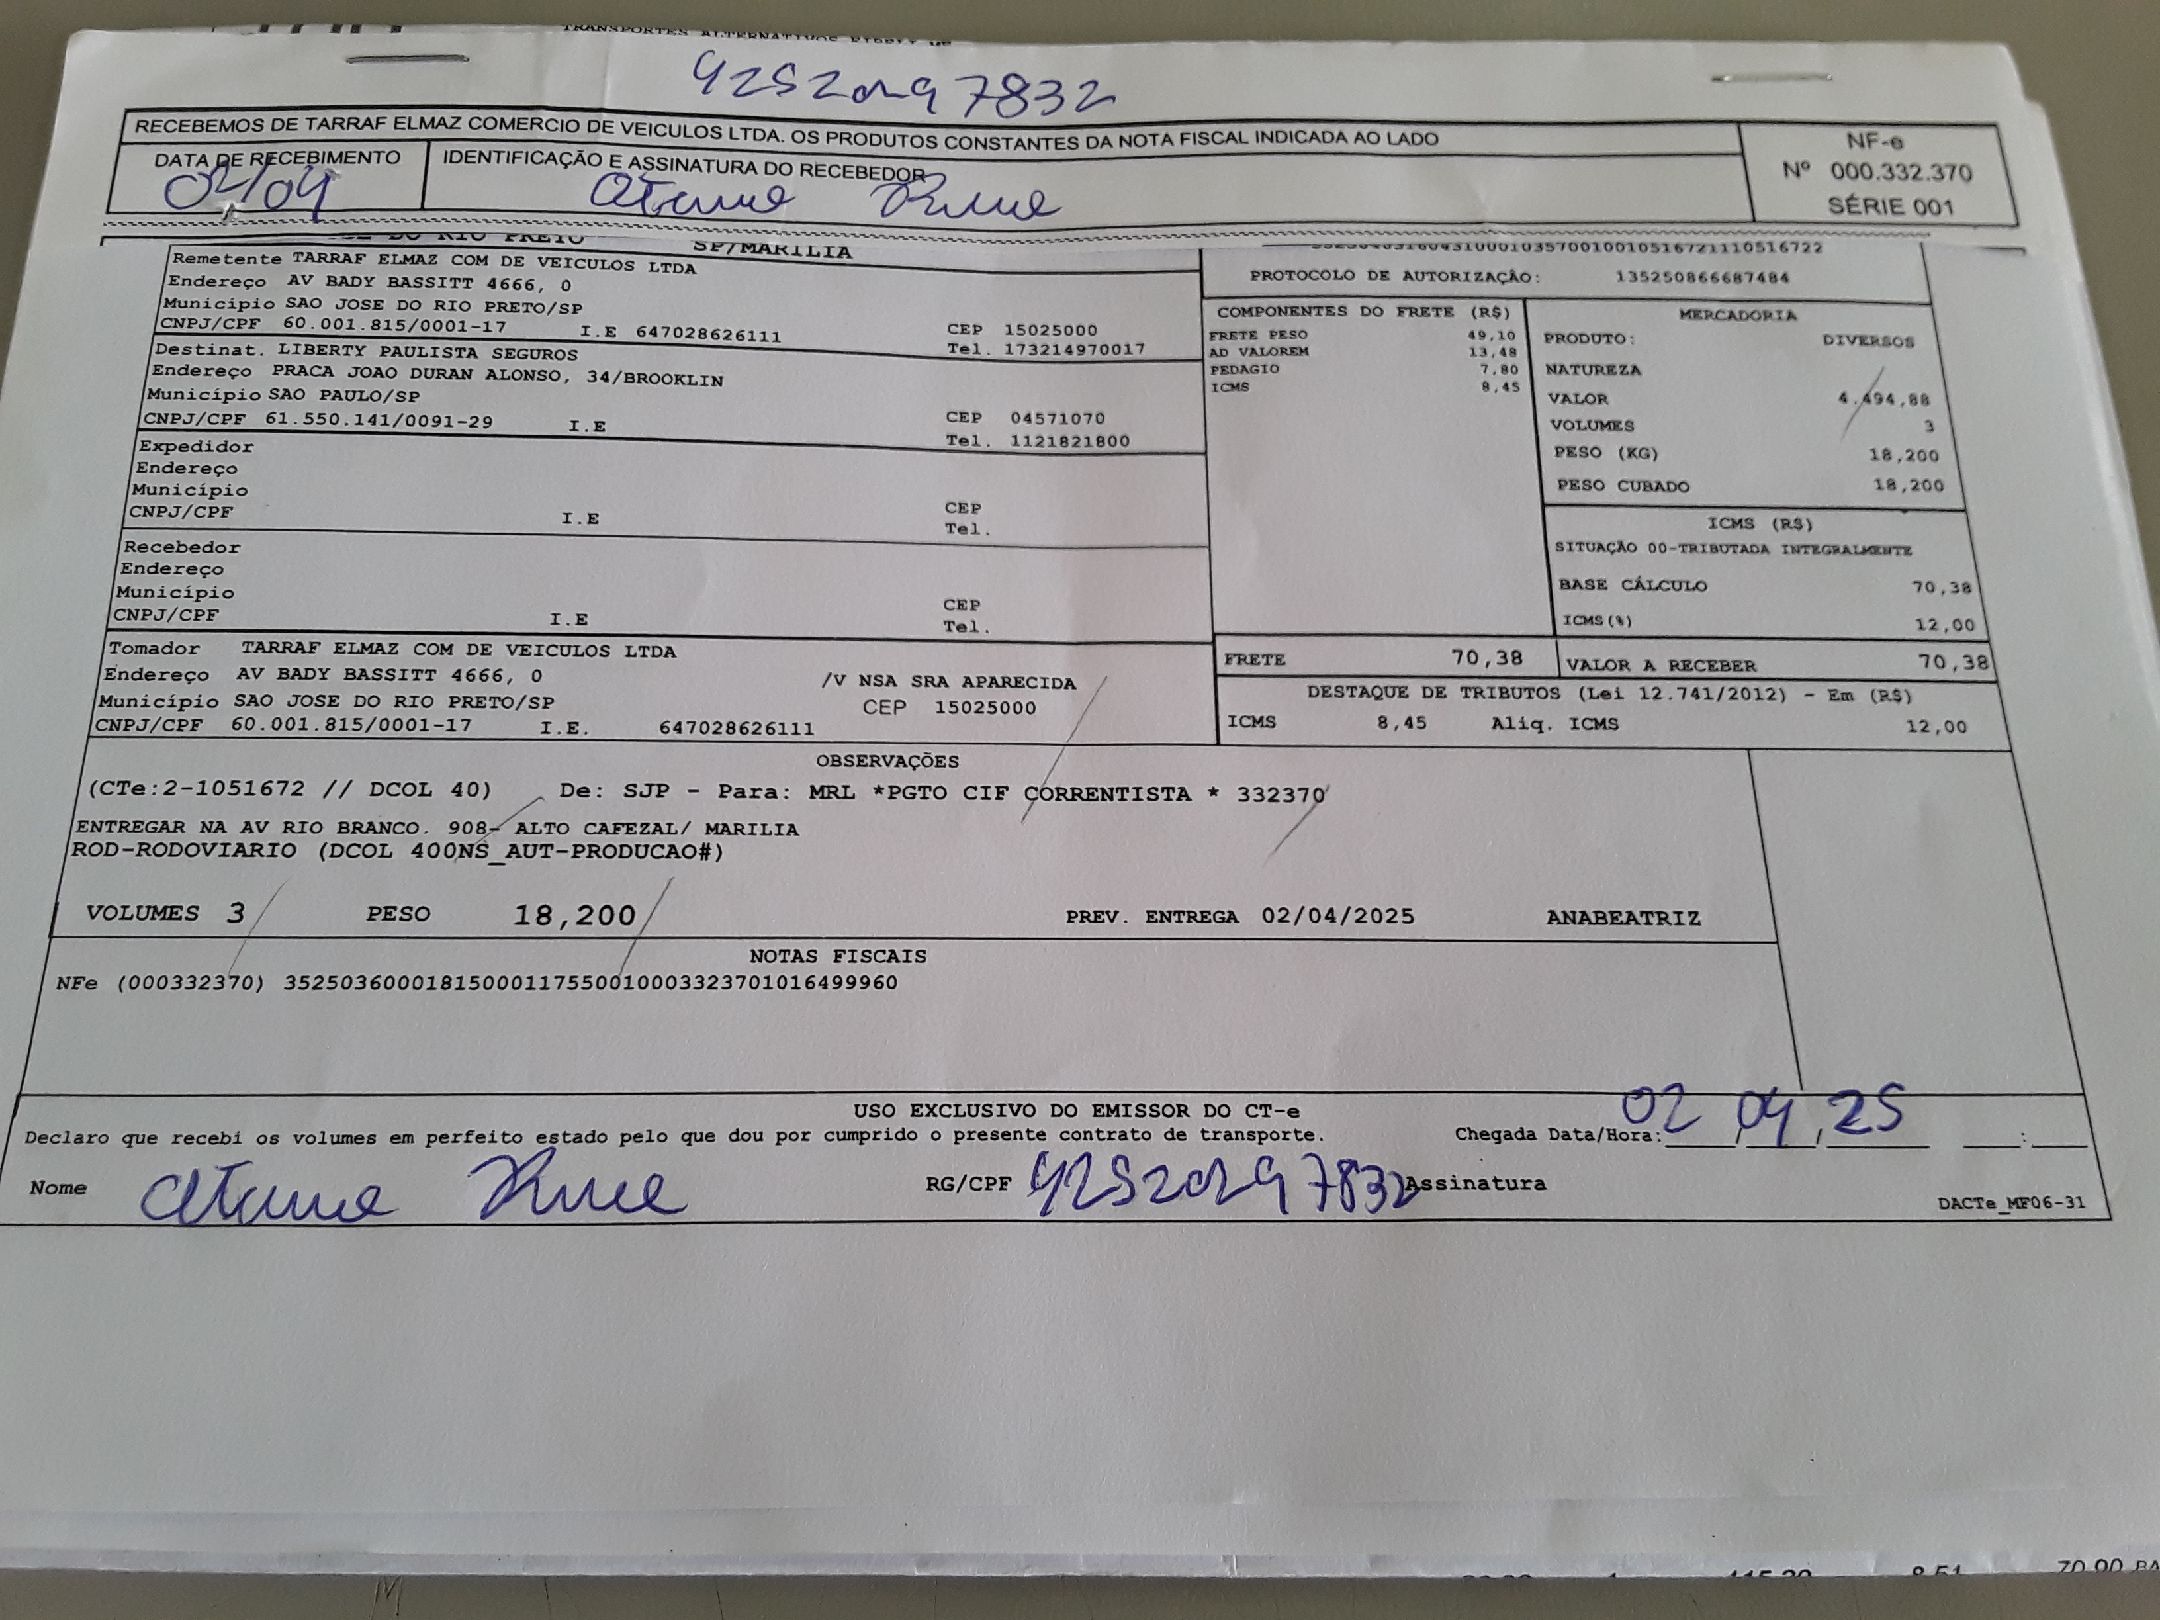 TRANSPORTES ALTERNATIVOS EIRELI
RECEBEMOS DE TARRAF ELMAZ COMERCIO DE VEICULOS LTDA. OS PRODUTOS CONSTANTES DA NOTA FISCAL INDICADA AO LADO
DATA DE RECEBIMENTO
02/04
IDENTIFICAÇÃO E ASSINATURA DO RECEBEDOR
NF-e
Nº 000.332.370
SÉRIE 001
DO RIO PRETO SP/MARILIA
Remetente TARRAF ELMAZ COM DE VEICULOS LTDA
Endereço AV BADY BASSITT 4666, 0
Município SAO JOSE DO RIO PRETO/SP
CNPJ/CPF 60.001.815/0001-17 I.E 647028626111 CEP 15025000
Tel. 173214970017
Destinat. LIBERTY PAULISTA SEGUROS
Endereço PRACA JOAO DURAN ALONSO, 34/BROOKLIN
Município SAO PAULO/SP
CNPJ/CPF 61.550.141/0091-29 I.E CEP 04571070
Tel. 1121821800
Expedidor
Endereço
Município
CNPJ/CPF I.E CEP
Tel.
Recebedor
Endereço
Município
CNPJ/CPF I.E CEP
Tel.
Tomador TARRAF ELMAZ COM DE VEICULOS LTDA
Endereço AV BADY BASSITT 4666, 0 /V NSA SRA APARECIDA
Município SAO JOSE DO RIO PRETO/SP CEP 15025000
CNPJ/CPF 60.001.815/0001-17 I.E. 647028626111
PROTOCOLO DE AUTORIZAÇÃO: 135250866687484
COMPONENTES DO FRETE (R$)
FRETE PESO 49,10
AD VALOREM 13,48
PEDAGIO 7,80
ICMS 8,45
MERCADORIA
PRODUTO: DIVERSOS
NATUREZA
VALOR 4.494,88
VOLUMES 3
PESO (KG) 18,200
PESO CUBADO 18,200
ICMS (R$)
SITUAÇÃO 00-TRIBUTADA INTEGRALMENTE
BASE CÁLCULO 70,38
ICMS(%) 12,00
FRETE 70,38 VALOR A RECEBER 70,38
DESTAQUE DE TRIBUTOS (Lei 12.741/2012) - Em (R$)
ICMS 8,45 Aliq. ICMS 12,00
OBSERVAÇÕES
(CTe:2-1051672 // DCOL 40) De: SJP - Para: MRL *PGTO CIF CORRENTISTA * 332370
ENTREGAR NA AV RIO BRANCO. 908- ALTO CAFEZAL/ MARILIA
ROD-RODOVIARIO (DCOL 400NS_AUT-PRODUCAO#)
VOLUMES 3 PESO 18,200 PREV. ENTREGA 02/04/2025 ANABEATRIZ
NOTAS FISCAIS
NFe (000332370) 35250360001815000117550010003323701016499960
USO EXCLUSIVO DO EMISSOR DO CT-e
Declaro que recebi os volumes em perfeito estado pelo que dou por cumprido o presente contrato de transporte. Chegada Data/Hora: 02/04/25 :
Nome RG/CPF Assinatura
DACTe_MF06-31